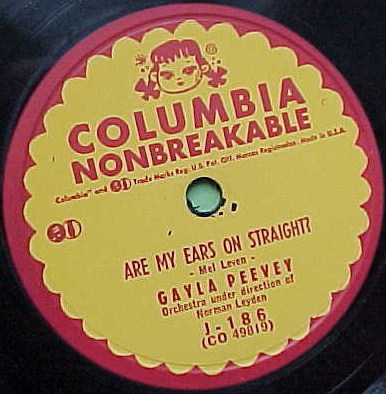 COLUMBIA
NONBREAKABLE
Columbia and Trade Marks Reg. U.S. Pat. Off. Marcas Registradas. Made in U.S.A.
ARE MY EARS ON STRAIGHT?
- Mel Leven -
GAYLA PEEVEY
Orchestra under direction of
Norman Leyden
J-186
(CO 49819)